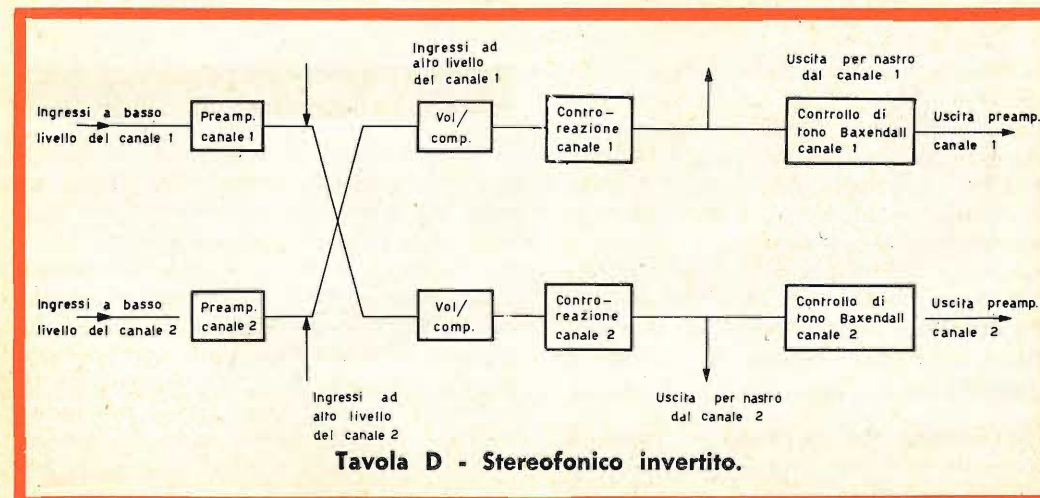 Ingressi ad
alto livello
del canale 1
Uscita per nastro
dal canale 1
Ingressi a basso
livello del canale 1
Preamp.
canale 1
Vol/
comp.
Contro-
reazione
canale 1
Controllo di
tono Baxendall
canale 1
Uscita preamp.
canale 1
Ingressi a basso
livello del canale 2
Preamp.
canale 2
Vol/
comp.
Contro-
reazione
canale 2
Controllo di
tono Baxendall
canale 2
Uscita preamp.
canale 2
Ingressi ad
alto livello
del canale 2
Uscita per nastro
dal canale 2
Tavola D - Stereofonico invertito.